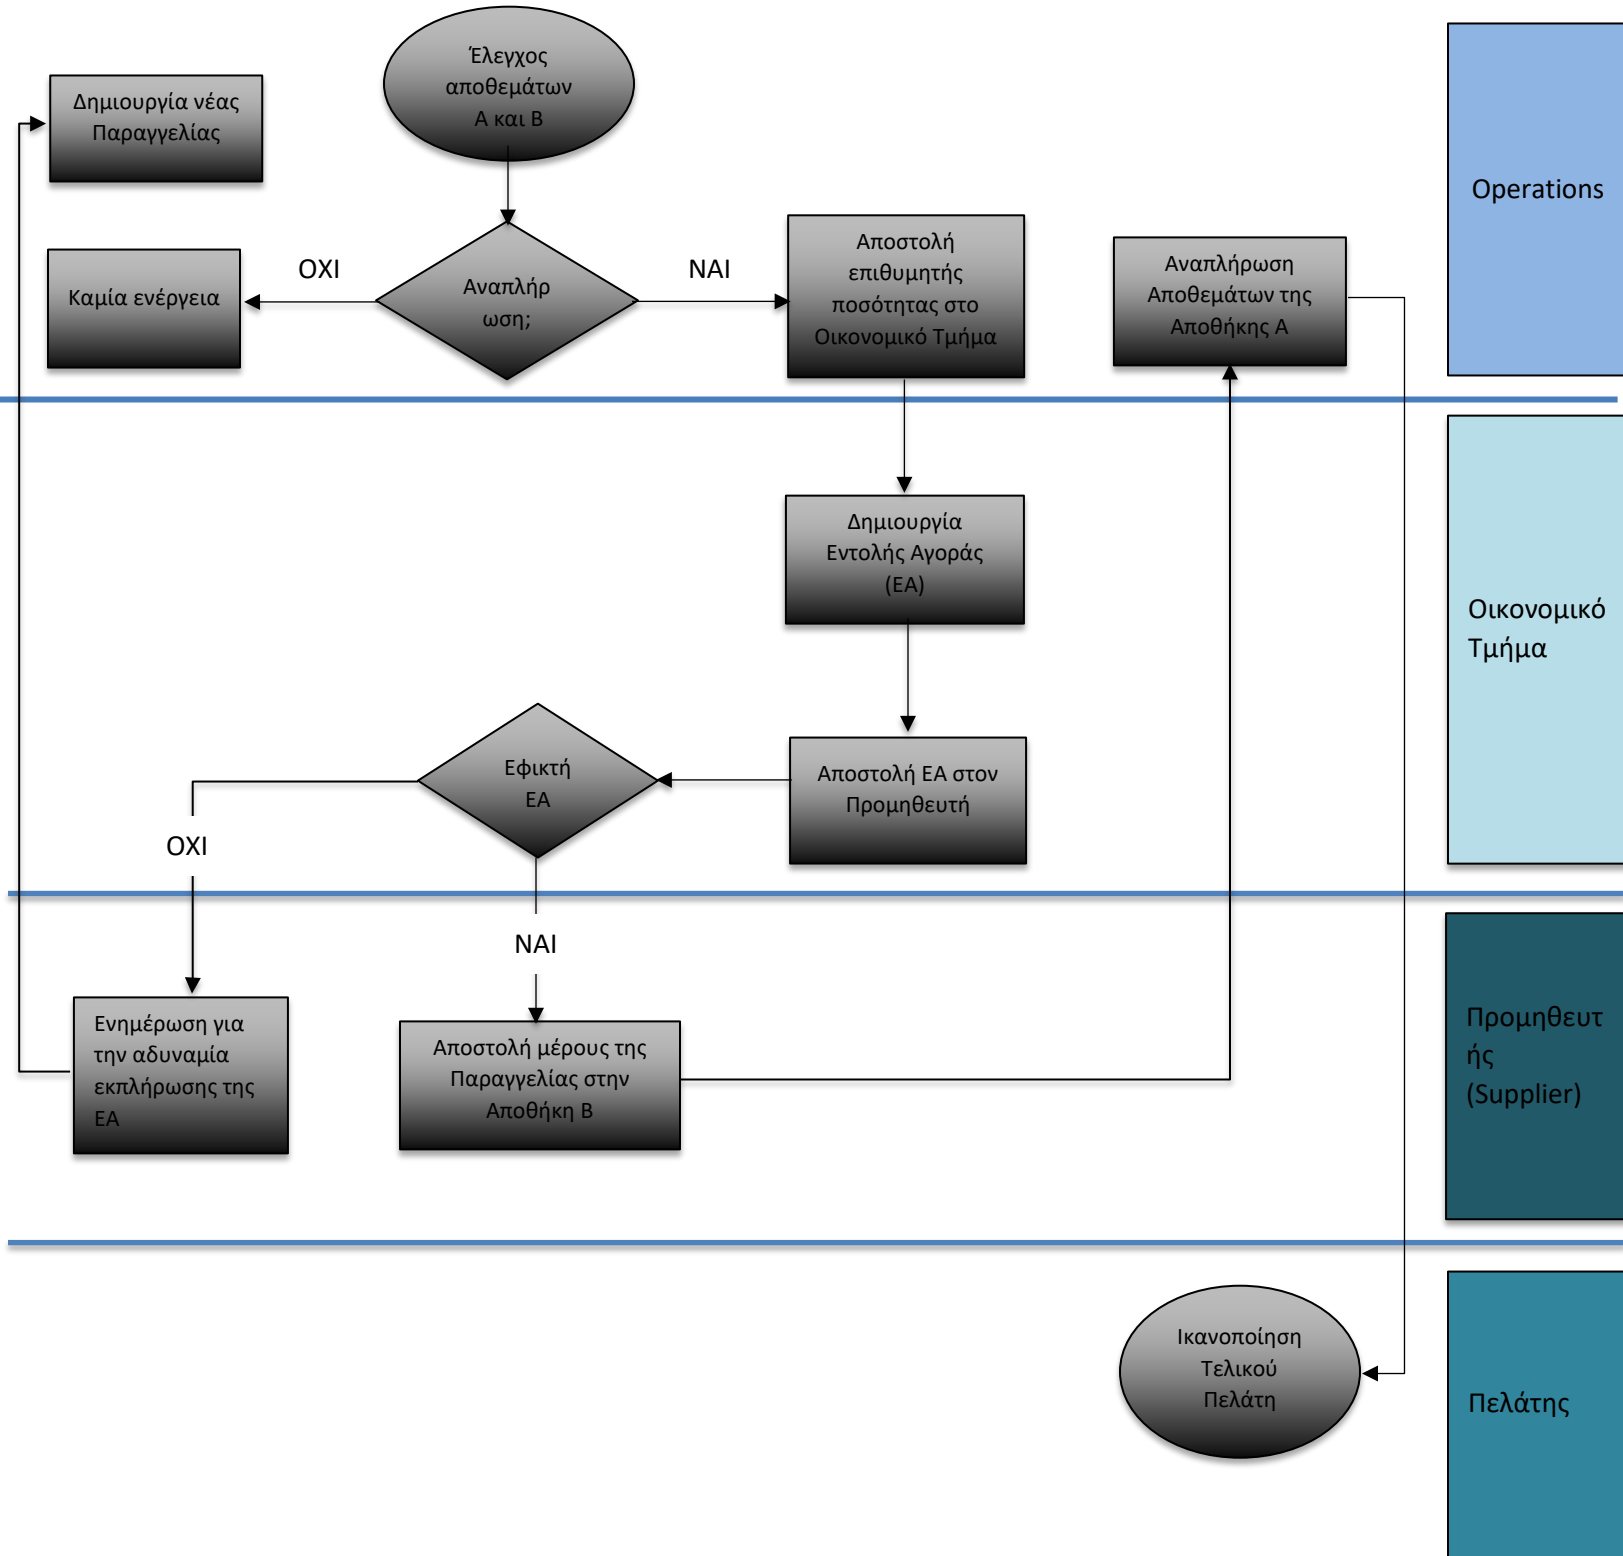 Έλεγχος
αποθεμάτων
Α και Β
Δημιουργία νέας
Παραγγελίας
Operations
ΟΧΙ
ΝΑΙ
Καμία ενέργεια
Αναπλήρ
ωση;
Αποστολή
επιθυμητής
ποσότητας στο
Οικονομικό Τμήμα
Αναπλήρωση
Αποθεμάτων της
Αποθήκης Α
Δημιουργία
Εντολής Αγοράς
(ΕΑ)
Οικονομικό
Τμήμα
Εφικτή
ΕΑ
Αποστολή ΕΑ στον
Προμηθευτή
ΟΧΙ
ΝΑΙ
Ενημέρωση για
την αδυναμία
εκπλήρωσης της
ΕΑ
Αποστολή μέρους της
Παραγγελίας στην
Αποθήκη Β
Προμηθευτ
ής
(Supplier)
Ικανοποίηση
Τελικού
Πελάτη
Πελάτης